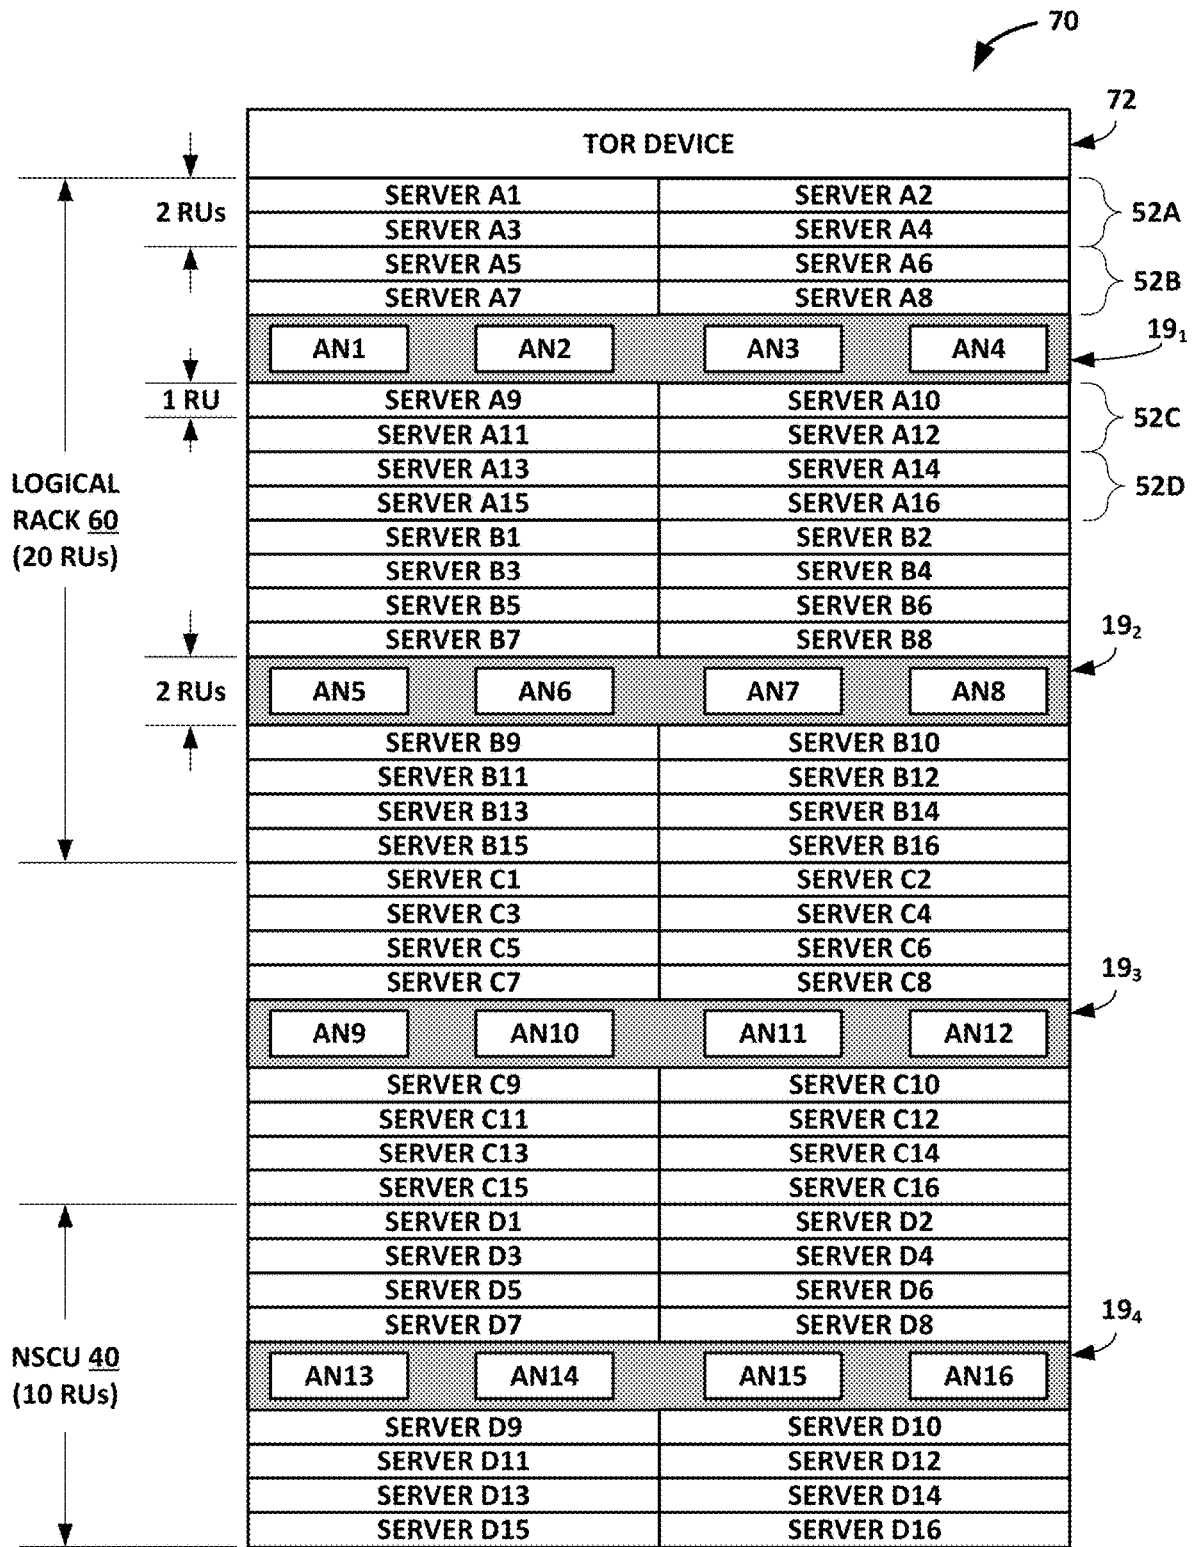 70
72
TOR DEVICE
2 RUs
SERVER A1 SERVER A2
SERVER A3 SERVER A4
52A
SERVER A5 SERVER A6
SERVER A7 SERVER A8
52B
AN1 AN2 AN3 AN4
19₁
1 RU
SERVER A9 SERVER A10
SERVER A11 SERVER A12
52C
SERVER A13 SERVER A14
SERVER A15 SERVER A16
52D
LOGICAL
RACK 60
(20 RUs)
SERVER B1 SERVER B2
SERVER B3 SERVER B4
SERVER B5 SERVER B6
SERVER B7 SERVER B8
19₂
2 RUs
AN5 AN6 AN7 AN8
SERVER B9 SERVER B10
SERVER B11 SERVER B12
SERVER B13 SERVER B14
SERVER B15 SERVER B16
SERVER C1 SERVER C2
SERVER C3 SERVER C4
SERVER C5 SERVER C6
SERVER C7 SERVER C8
19₃
AN9 AN10 AN11 AN12
SERVER C9 SERVER C10
SERVER C11 SERVER C12
SERVER C13 SERVER C14
SERVER C15 SERVER C16
SERVER D1 SERVER D2
SERVER D3 SERVER D4
SERVER D5 SERVER D6
SERVER D7 SERVER D8
19₄
NSCU 40
(10 RUs)
AN13 AN14 AN15 AN16
SERVER D9 SERVER D10
SERVER D11 SERVER D12
SERVER D13 SERVER D14
SERVER D15 SERVER D16